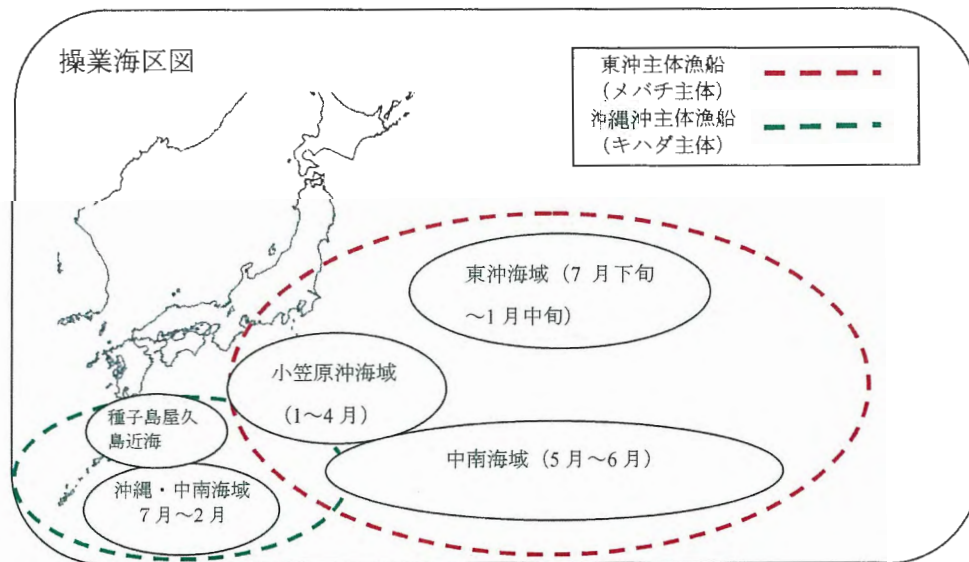 操業海区図
東沖主体漁船
(メバチ主体)
沖縄沖主体漁船
(キハダ主体)
東沖海域(7 月下旬
~1月中旬)
小笠原沖海域
(1~4月)
種子島屋久
島近海
中南海域(5月~6月)
沖縄・中南海域
7月~2月